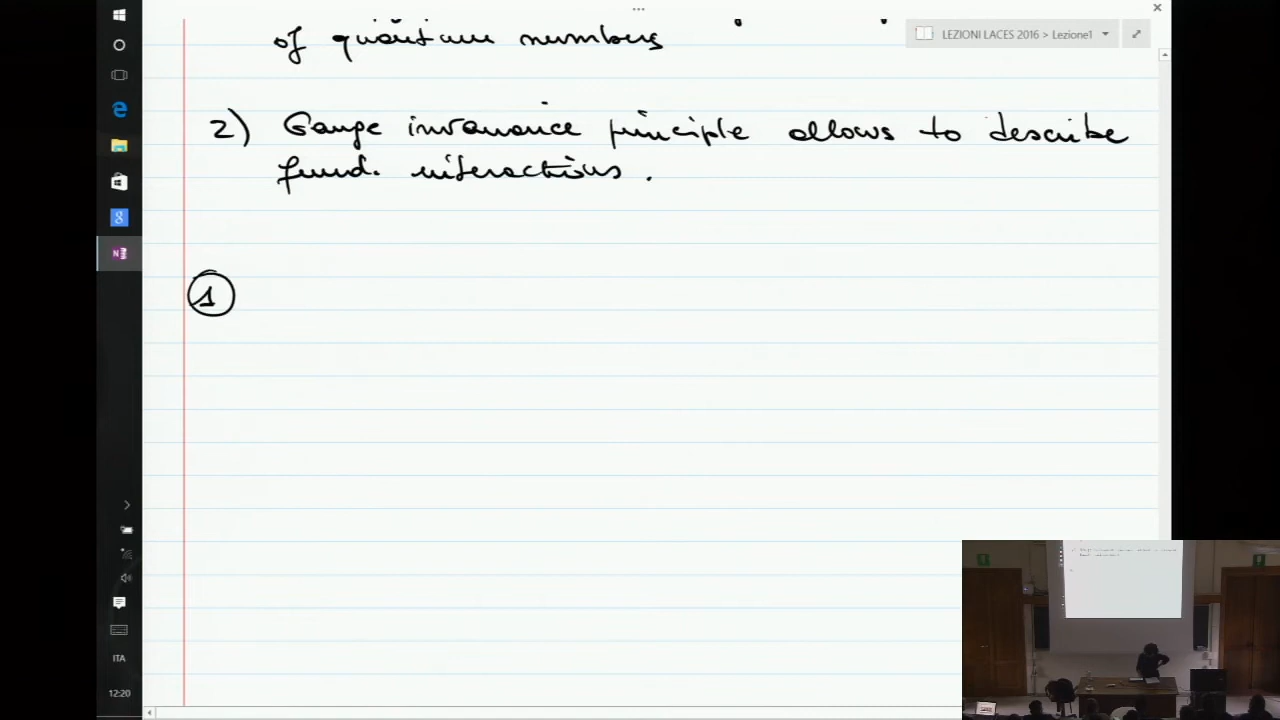 of quantum numbers
LEZIONI LACES 2016 > Lezione1
2) Gauge invariance principle allows to describe
fund. interactions.
1
ITA
12:20